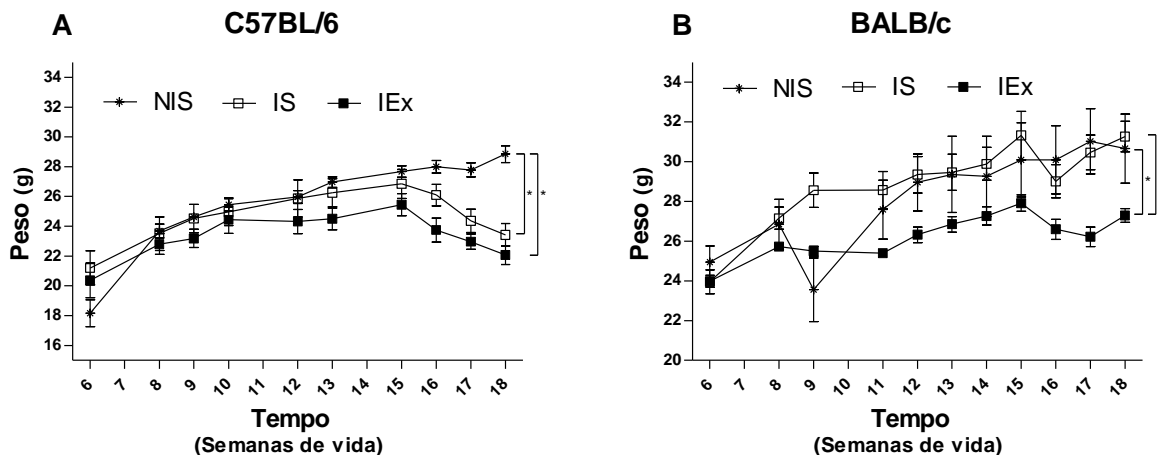 A
C57BL/6
34
32
30
28
26
24
22
20
18
16
Peso (g)
NIS
IS
IEx
* *
6 7 8 9 10 11 12 13 14 15 16 17 18
Tempo
(Semanas de vida)
B
BALB/c
34
32
30
28
26
24
22
20
Peso (g)
NIS
IS
IEx
*
6 7 8 9 10 11 12 13 14 15 16 17 18
Tempo
(Semanas de vida)